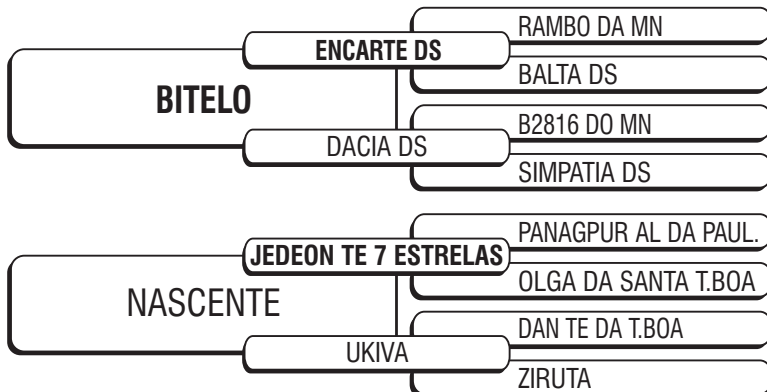 RAMBO DA MN
ENCARTE DS
BALTA DS
BITELO
B2816 DO MN
DACIA DS
SIMPATIA DS
PANAGPUR AL DA PAUL.
JEDEON TE 7 ESTRELAS
OLGA DA SANTA T.BOA
NASCENTE
DAN TE DA T.BOA
UKIVA
ZIRUTA